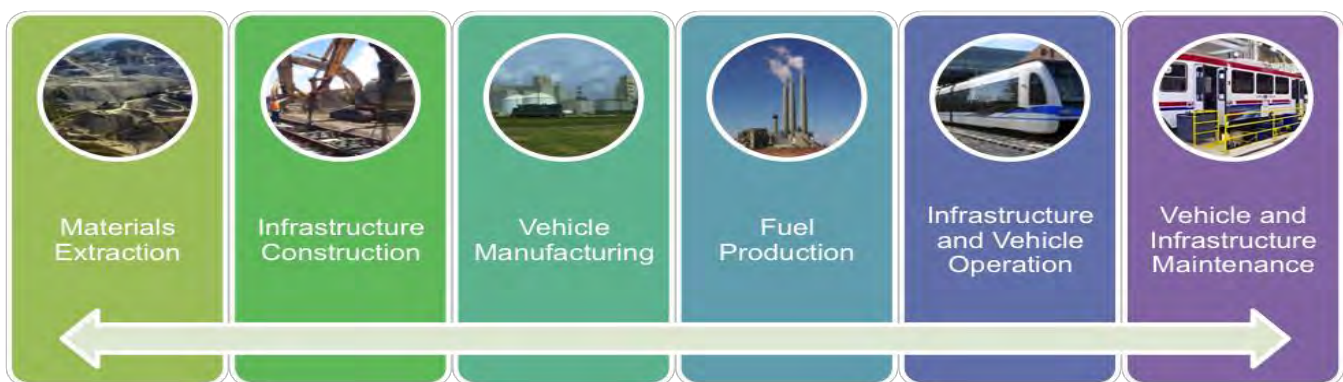 Materials
Extraction
Infrastructure
Construction
Vehicle
Manufacturing
Fuel
Production
Infrastructure
and Vehicle
Operation
Vehicle and
Infrastructure
Maintenance